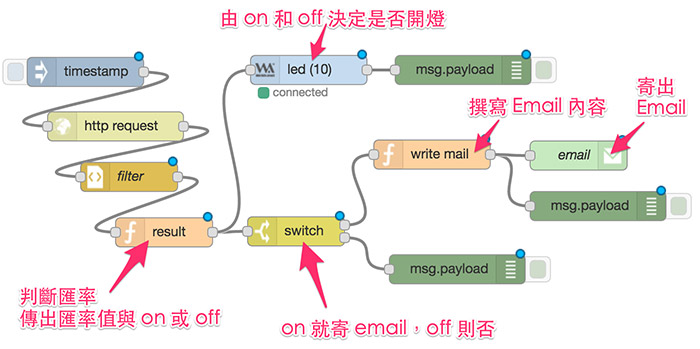 由 on 和 off 決定是否開燈
timestamp
led (10)
msg.payload
connected
http request
撰寫 Email 內容
寄出
Email
filter
write mail
email
msg.payload
result
switch
msg.payload
判斷匯率
傳出匯率值與 on 或 off
on 就寄 email，off 則否